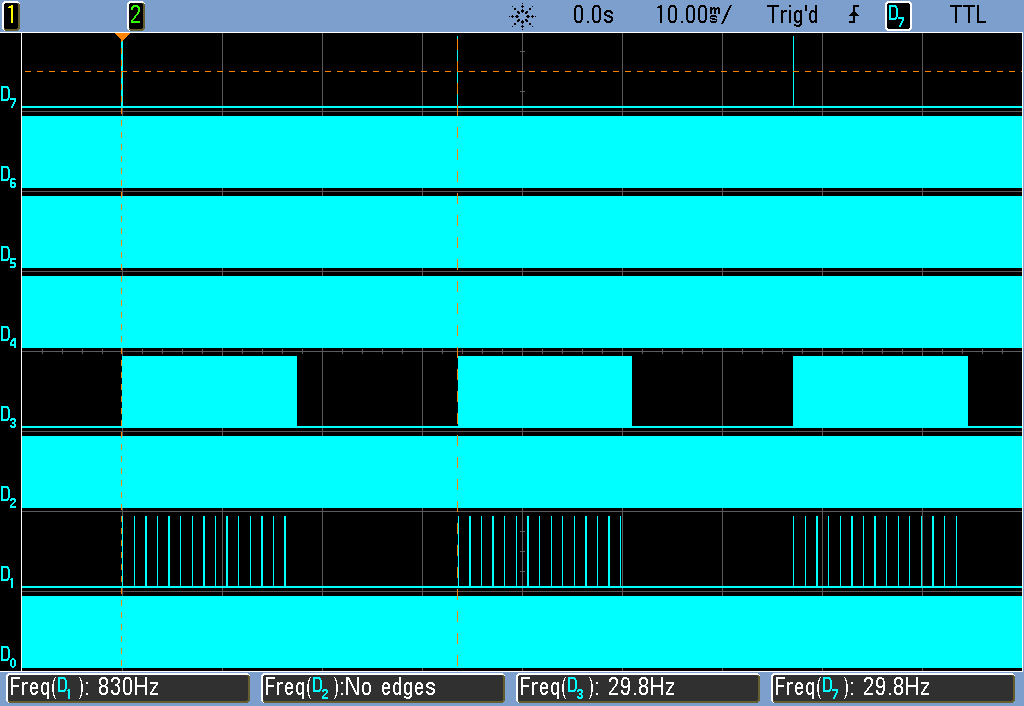 1 2 0.0s 10.00ms/ Trig'd D7 TTL
D7
D6
D5
D4
D3
D2
D1
D0
Freq(D1): 830Hz Freq(D2):No edges Freq(D3): 29.8Hz Freq(D7): 29.8Hz